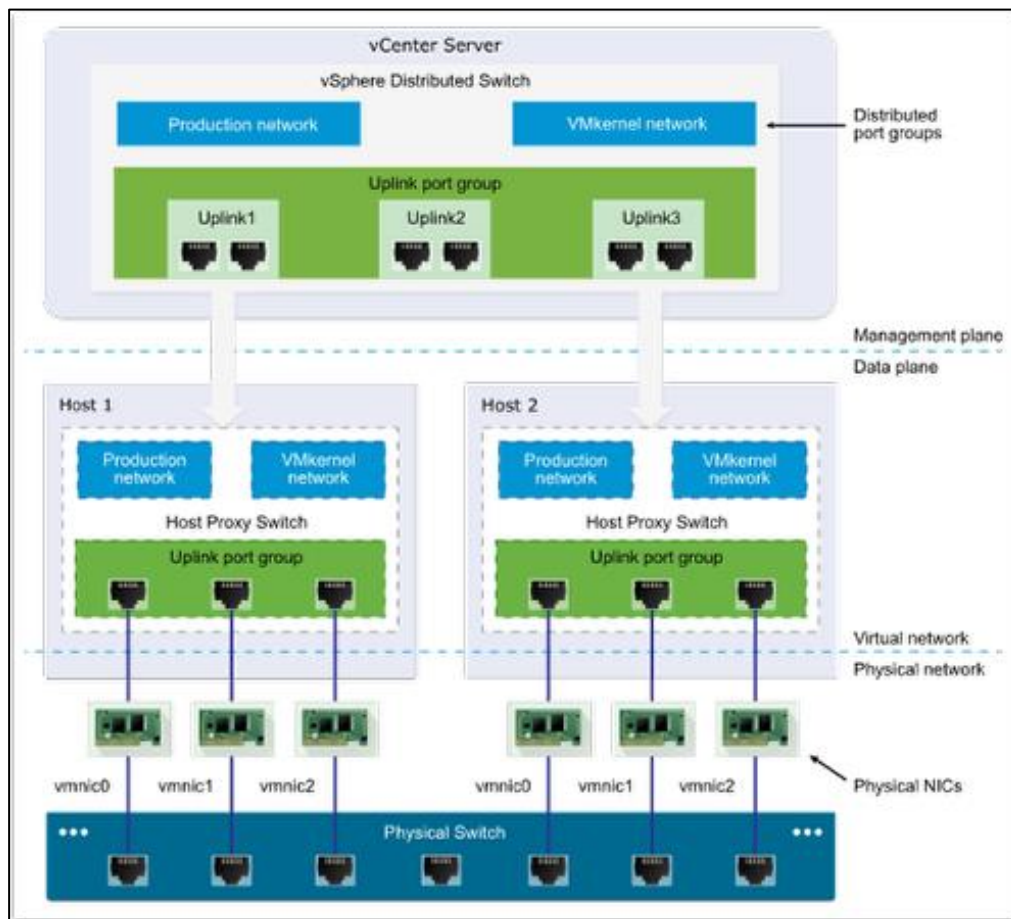 vCenter Server
vSphere Distributed Switch
Production network
VMkernel network
Distributed
port groups
Uplink port group
Uplink1
Uplink2
Uplink3
Management plane
Data plane
Host 1
Production
network
VMkernel
network
Host Proxy Switch
Uplink port group
Host 2
Production
network
VMkernel
network
Host Proxy Switch
Uplink port group
Virtual network
Physical network
vmnic0
vmnic1
vmnic2
vmnic0
vmnic1
vmnic2
Physical NICs
Physical Switch